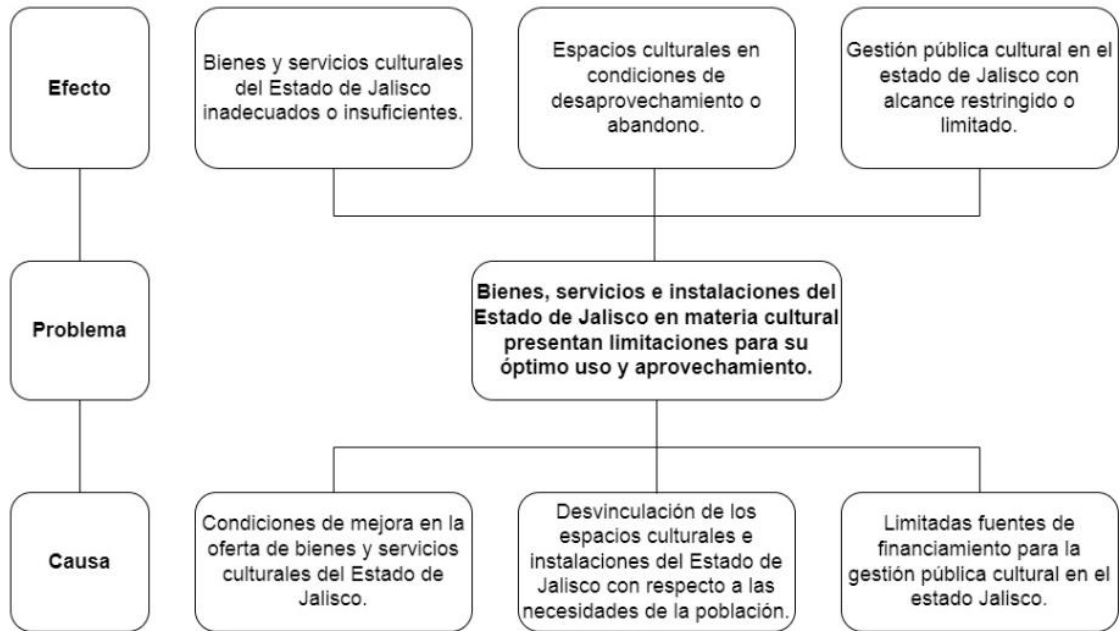 Efecto
Bienes y servicios culturales
del Estado de Jalisco
inadecuados o insuficientes.
Espacios culturales en
condiciones de
desaprovechamiento o
abandono.
Gestión pública cultural en el
estado de Jalisco con
alcance restringido o
limitado.
Problema
Bienes, servicios e instalaciones del
Estado de Jalisco en materia cultural
presentan limitaciones para su
óptimo uso y aprovechamiento.
Causa
Condiciones de mejora en la
oferta de bienes y servicios
culturales del Estado de
Jalisco.
Desvinculación de los
espacios culturales e
instalaciones del Estado de
Jalisco con respecto a las
necesidades de la población.
Limitadas fuentes de
financiamiento para la
gestión pública cultural en el
estado Jalisco.